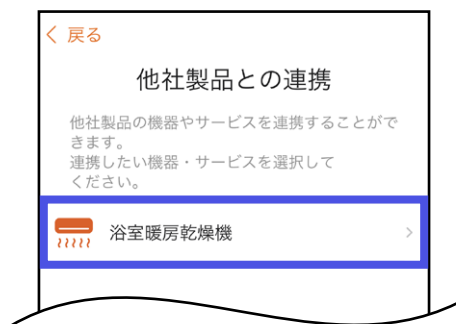 戻る
他社製品との連携
他社製品の機器やサービスを連携することがで
きます。
連携したい機器・サービスを選択して
ください。
浴室暖房乾燥機